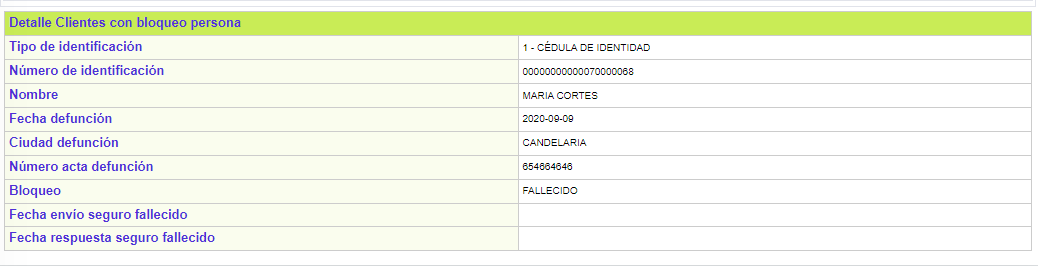 Detalle Clientes con bloqueo persona
Tipo de identificación 1 - CÉDULA DE IDENTIDAD
Número de identificación 00000000000070000068
Nombre MARIA CORTES
Fecha defunción 2020-09-09
Ciudad defunción CANDELARIA
Número acta defunción 654664646
Bloqueo FALLECIDO
Fecha envío seguro fallecido
Fecha respuesta seguro fallecido